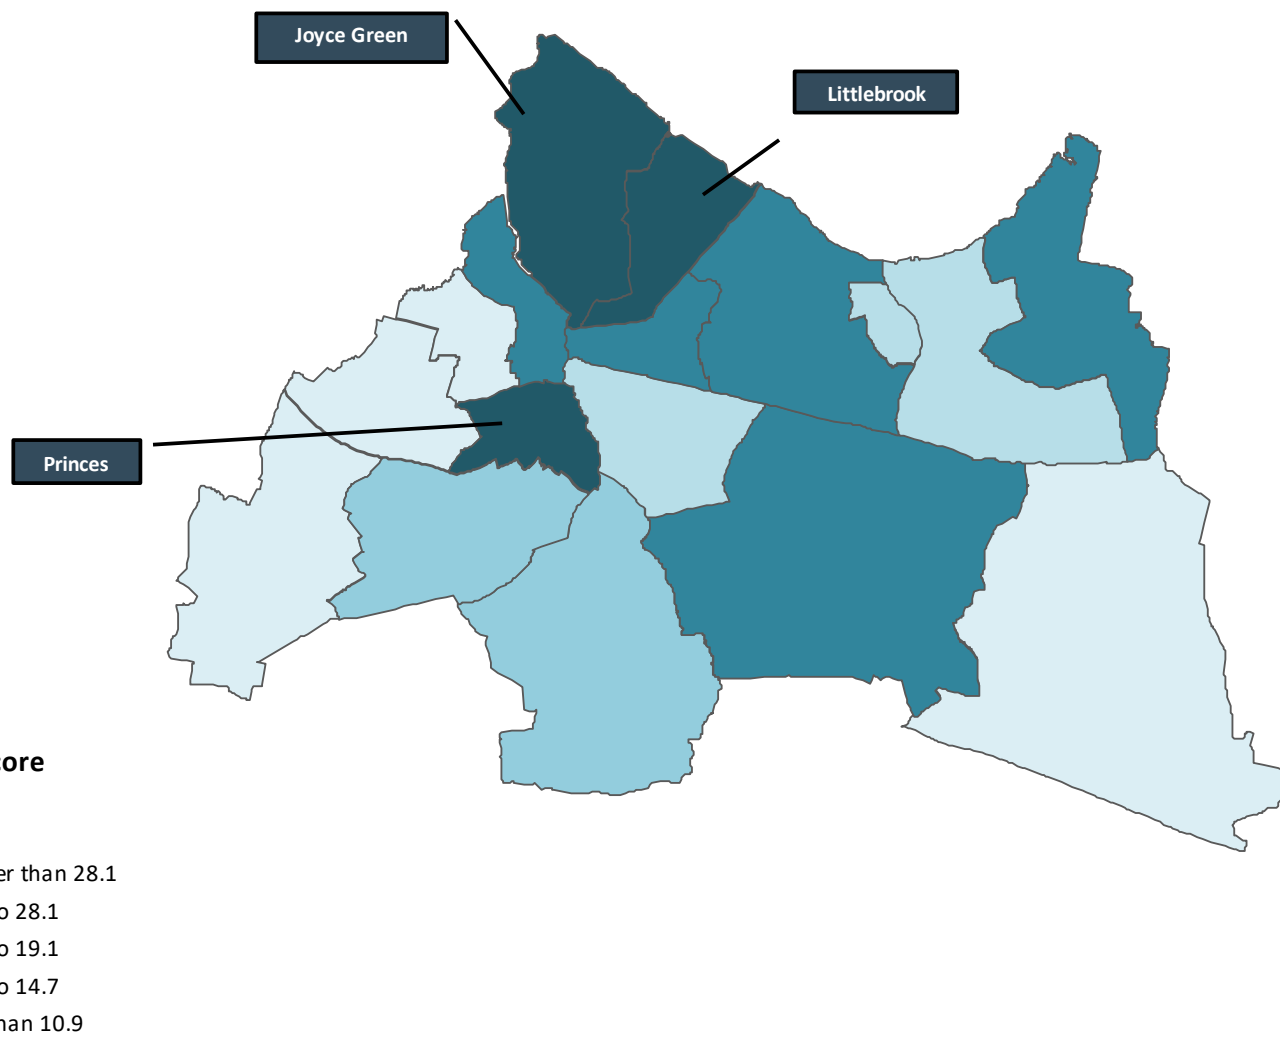 Joyce Green
Littlebrook
Princes
core
er than 28.1
o 28.1
o 19.1
o 14.7
han 10.9